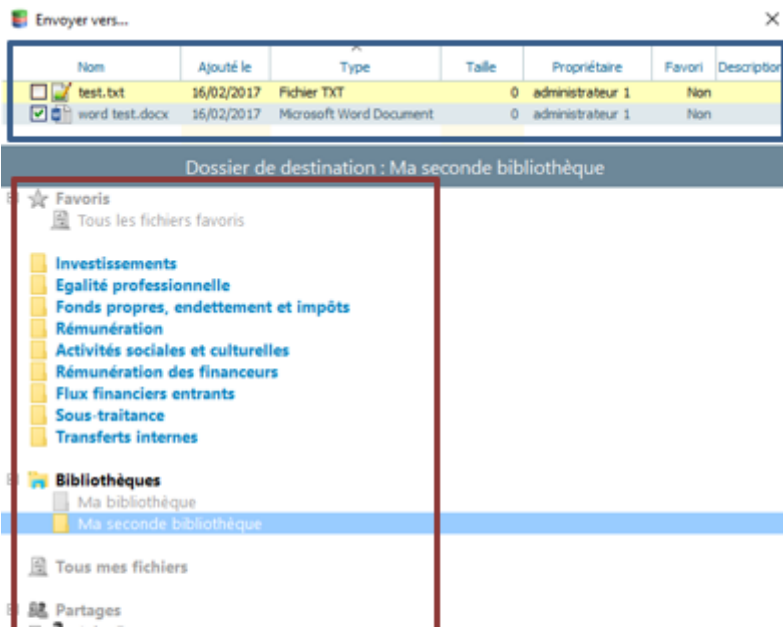 Envoyer vers...
Nom Ajouté le Type Taille Propriétaire Favori Description
test.txt 16/02/2017 Fichier TXT 0 administrateur 1 Non
word test.docx 16/02/2017 Microsoft Word Document 0 administrateur 1 Non
Dossier de destination : Ma seconde bibliothèque
Favoris
Tous les fichiers favoris
Investissements
Egalité professionnelle
Fonds propres, endettement et impôts
Rémunération
Activités sociales et culturelles
Rémunération des financeurs
Flux financiers entrants
Sous-traitance
Transferts internes
Bibliothèques
Ma bibliothèque
Ma seconde bibliothèque
Tous mes fichiers
Partages